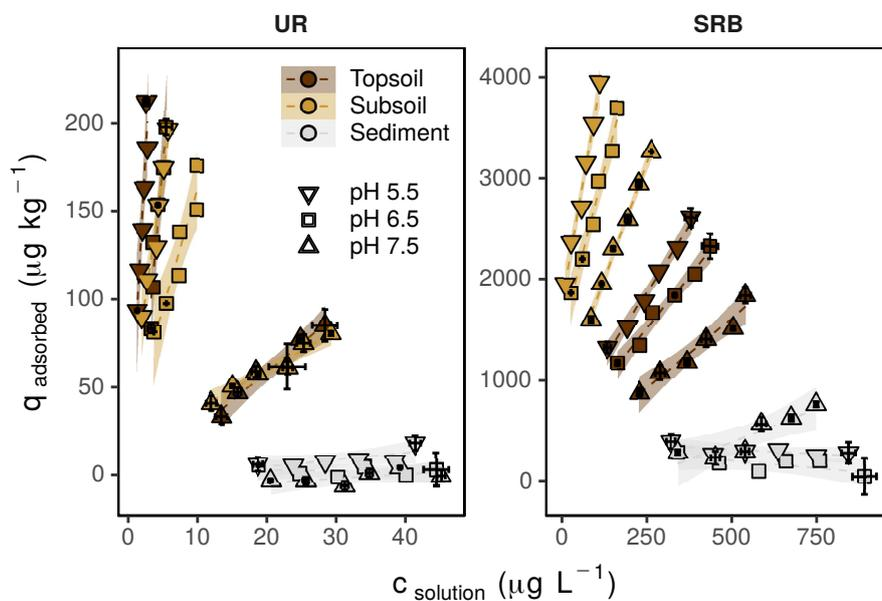 UR
SRB
Topsoil
Subsoil
Sediment
pH 5.5
pH 6.5
pH 7.5
q adsorbed (μg kg⁻¹)
200
150
100
50
0
4000
3000
2000
1000
0
0 10 20 30 40
0 250 500 750
c solution (μg L⁻¹)